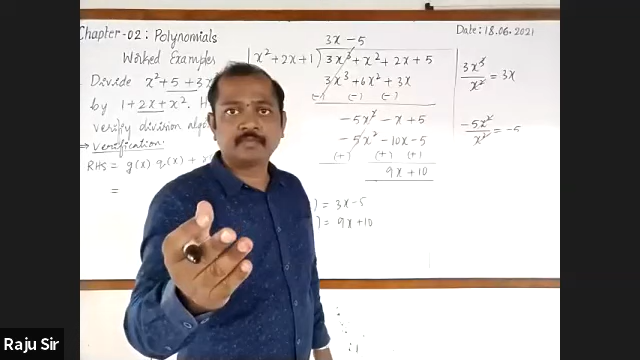 Chapter-02: Polynomials
Date: 18.06.2021
Worked Examples
Divide x²+5+3x
by 1+2x+x². H
verify division algo
⇒ verification:
RHS = g(x) q(x) + r
=
3x - 5
x²+2x+1 3x³+x²+2x+5
3x³+6x²+3x
(-) (-) (-)
-5x² - x + 5
-5x² -10x -5
(+) (+) (+)
9x + 10
) = 3x-5
) = 9x+10
3x³/x² = 3x
-5x²/x² = -5
Raju Sir